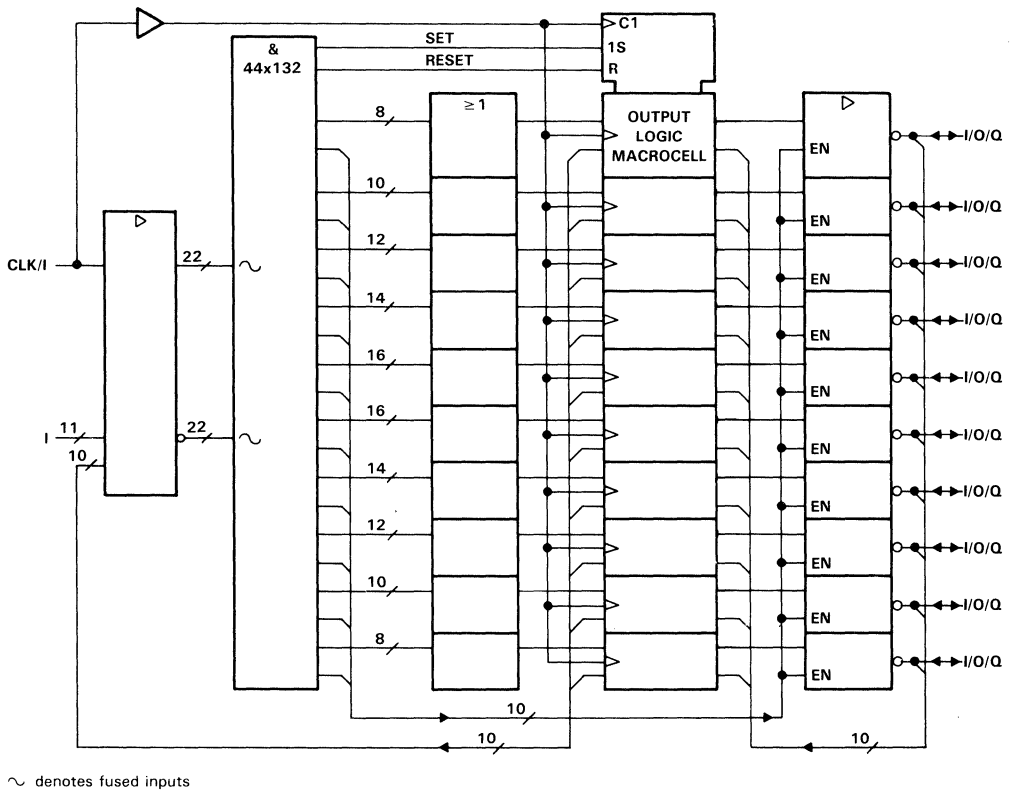 C1
&
44x132
SET
1S
RESET
R
8
≥ 1
OUTPUT
LOGIC
MACROCELL
EN
I/O/Q
10
EN
I/O/Q
12
EN
I/O/Q
CLK/I
22
14
EN
I/O/Q
16
EN
I/O/Q
16
EN
I/O/Q
I
11
22
10
14
EN
I/O/Q
12
EN
I/O/Q
10
EN
I/O/Q
8
EN
I/O/Q
10
10
10
∼ denotes fused inputs